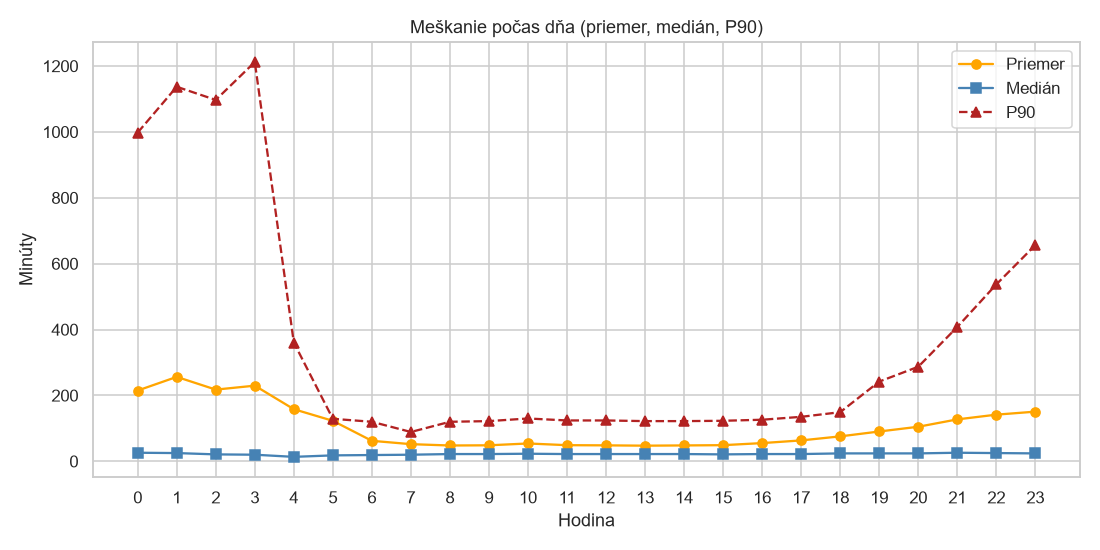 Meškanie počas dňa (priemer, medián, P90)
Priemer
Medián
P90
1200
1000
800
600
400
200
0
Minúty
0 1 2 3 4 5 6 7 8 9 10 11 12 13 14 15 16 17 18 19 20 21 22 23
Hodina